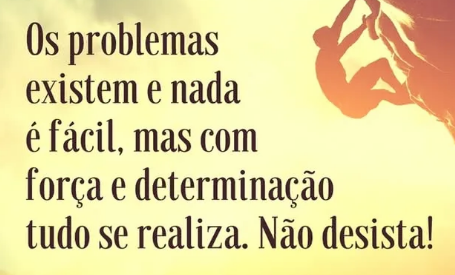 Os problemas
existem e nada
é fácil, mas com
força e determinação
tudo se realiza. Não desista!